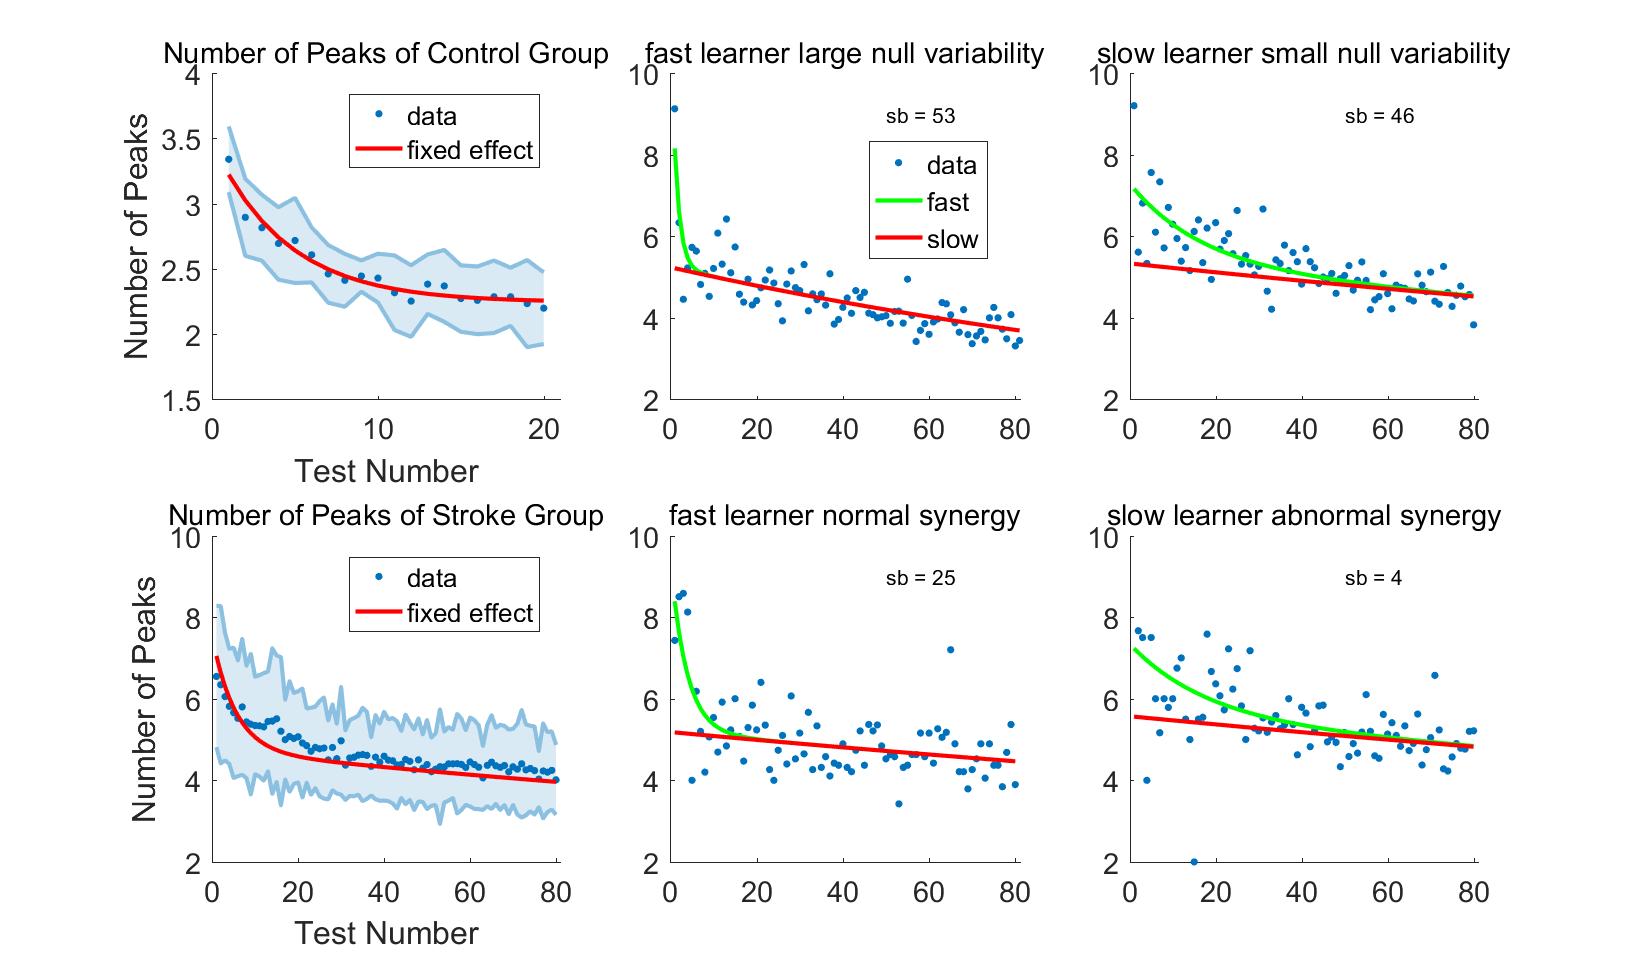 Number of Peaks of Control Group
fast learner large null variability
slow learner small null variability
4
3.5
3
2.5
2
1.5
Number of Peaks
data
fixed effect
0
10
20
Test Number
10
8
6
4
2
sb = 53
data
fast
slow
0
20
40
60
80
10
8
6
4
2
sb = 46
0
20
40
60
80
Number of Peaks of Stroke Group
fast learner normal synergy
slow learner abnormal synergy
10
8
6
4
2
Number of Peaks
data
fixed effect
0
20
40
60
80
Test Number
10
8
6
4
2
sb = 25
0
20
40
60
80
10
8
6
4
2
sb = 4
0
20
40
60
80